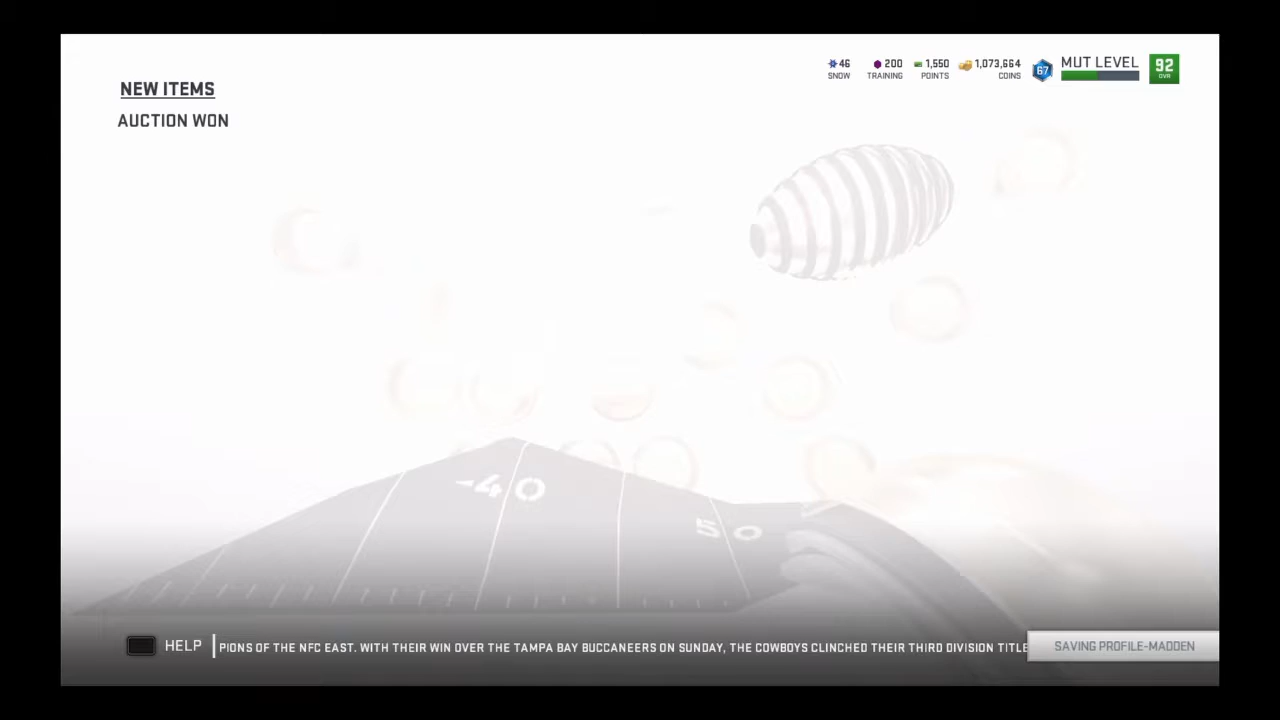 NEW ITEMS
AUCTION WON
46 SNOW
200 TRAINING
1,550 POINTS
1,073,664 COINS
67
MUT LEVEL
92 OVR
-40
50
HELP
PIONS OF THE NFC EAST. WITH THEIR WIN OVER THE TAMPA BAY BUCCANEERS ON SUNDAY, THE COWBOYS CLINCHED THEIR THIRD DIVISION TITLE
SAVING PROFILE-MADDEN